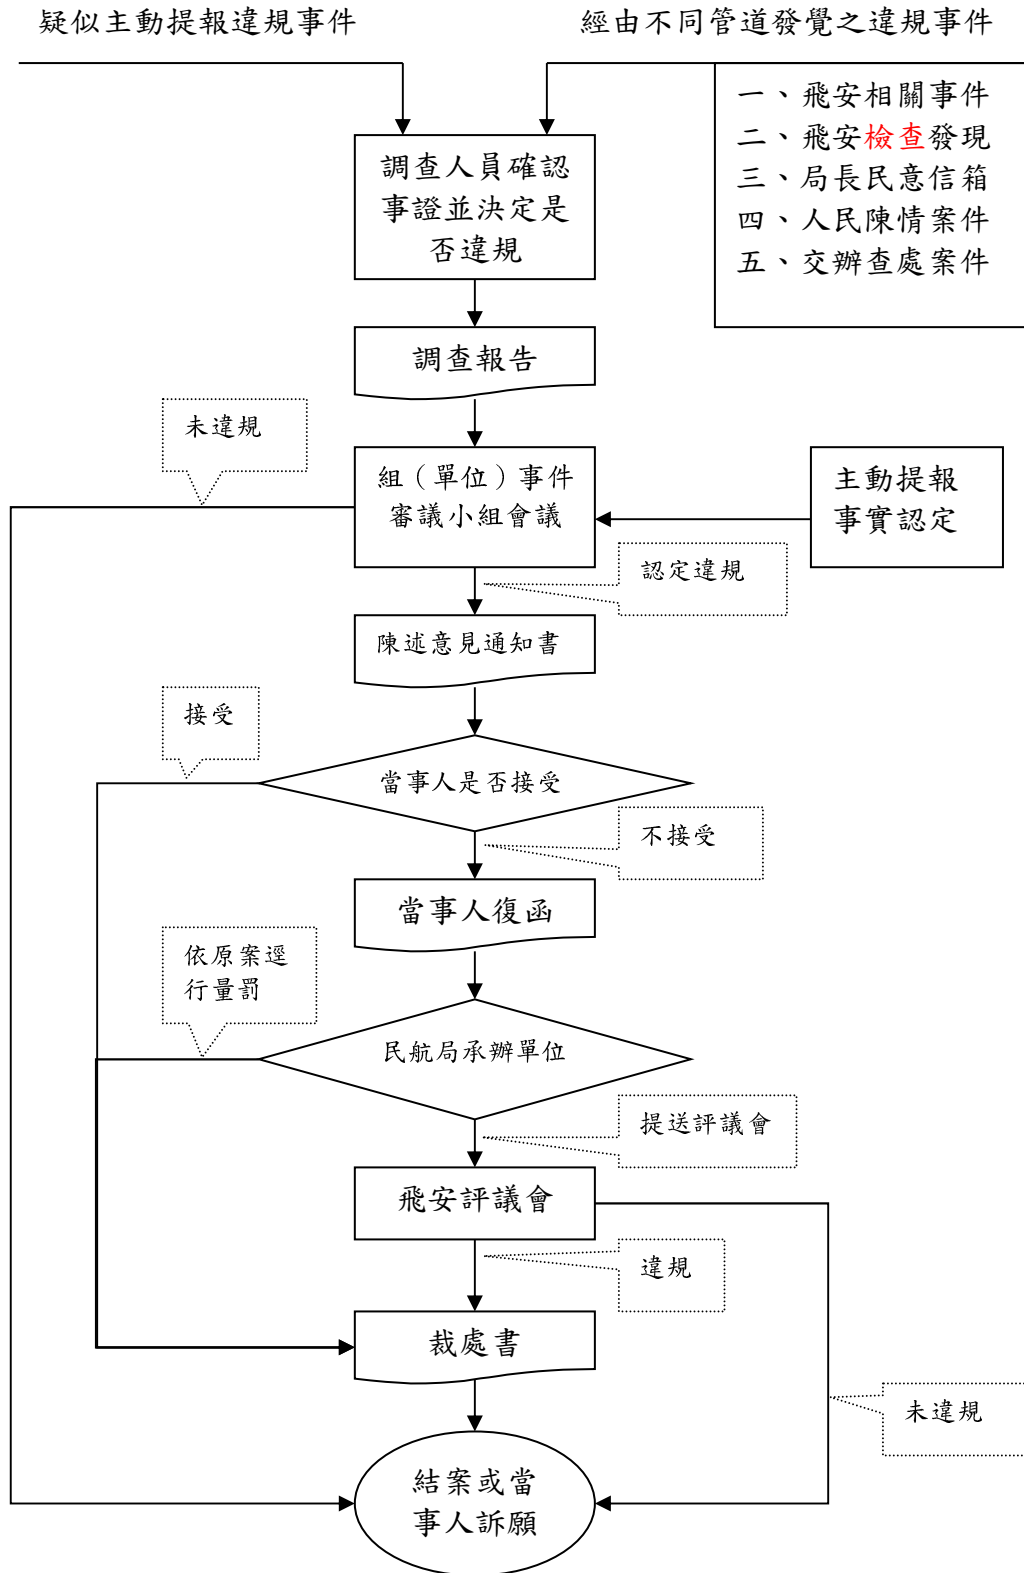 疑似主動提報違規事件
經由不同管道發覺之違規事件
一、飛安相關事件
二、飛安檢查發現
三、局長民意信箱
四、人民陳情案件
五、交辦查處案件
調查人員確認
事證並決定是
否違規
調查報告
未違規
組（單位）事件
審議小組會議
主動提報
事實認定
認定違規
陳述意見通知書
接受
當事人是否接受
不接受
當事人復函
依原案逕
行量罰
民航局承辦單位
提送評議會
飛安評議會
違規
裁處書
未違規
結案或當
事人訴願